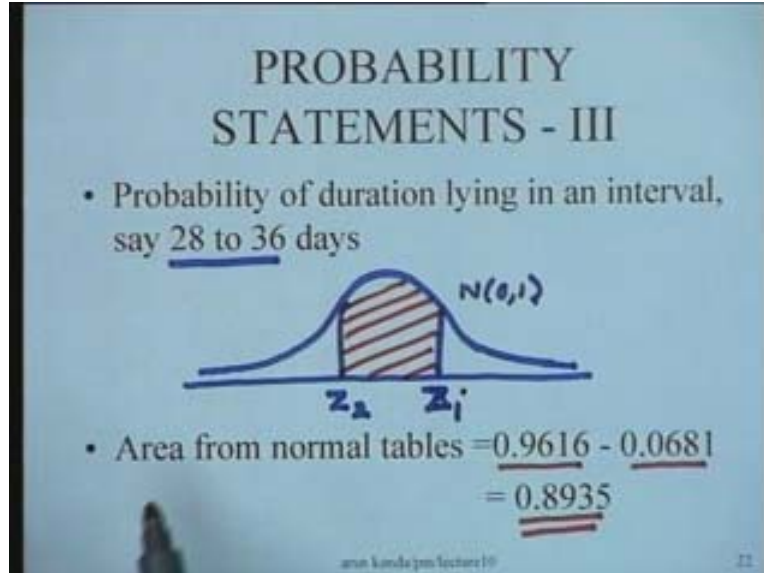 PROBABILITY
STATEMENTS - III
• Probability of duration lying in an interval,
say 28 to 36 days
N(0,1)
Z₂ Z₁
• Area from normal tables =0.9616 - 0.0681
= 0.8935
22